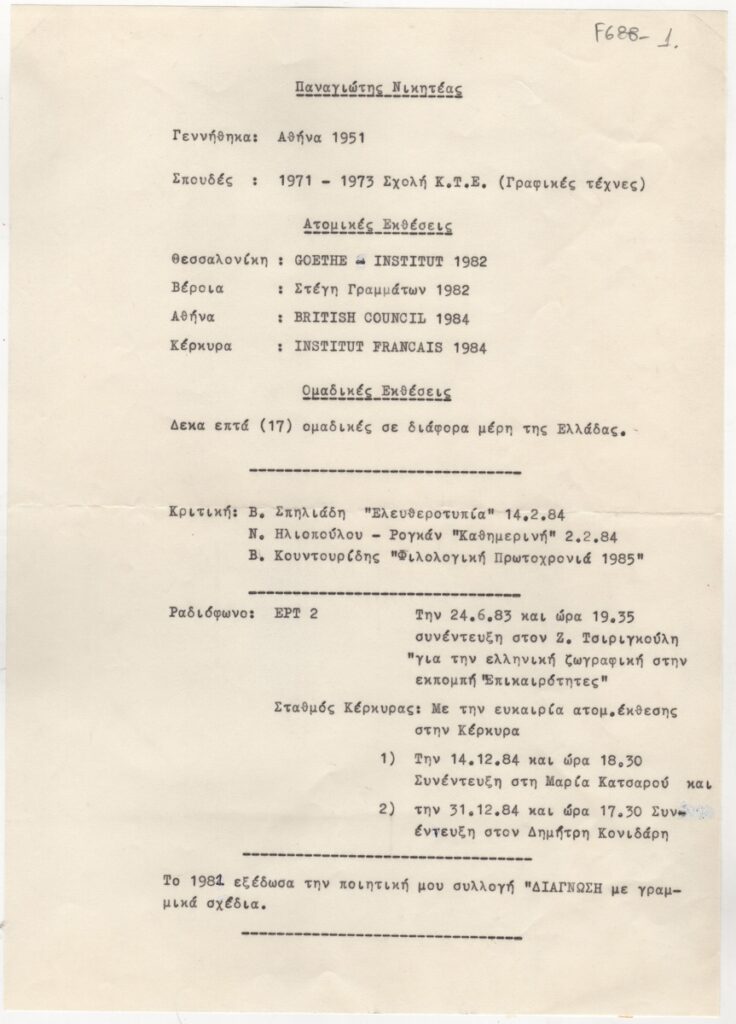 F688- 1.
Παναγιώτης Νικητέας
Γεννήθηκα: Αθήνα 1951
Σπουδές : 1971 - 1973 Σχολή Κ.Τ.Ε. (Γραφικές τέχνες)
Ατομικές Εκθέσεις
Θεσσαλονίκη : GOETHE - INSTITUT 1982
Βέροια : Στέγη Γραμμάτων 1982
Αθήνα : BRITISH COUNCIL 1984
Κέρκυρα : INSTITUT FRANCAIS 1984
Ομαδικές Εκθέσεις
Δεκα επτά (17) ομαδικές σε διάφορα μέρη της Ελλάδας.
Κριτική: Β. Σπηλιάδη "Ελευθεροτυπία" 14.2.84
Ν. Ηλιοπούλου - Ρογκάν "Καθημερινή" 2.2.84
Β. Κουντουρίδης "Φιλολογική Πρωτοχρονιά 1985"
Ραδιόφωνο: ΕΡΤ 2 Την 24.6.83 και ώρα 19.35
συνέντευξη στον Ζ. Τσιριγκούλη
"για την ελληνική ζωγραφική στην
εκπομπή "Επικαιρότητες"
Σταθμός Κέρκυρας: Με την ευκαιρία ατομ.έκθεσης
στην Κέρκυρα
1) Την 14.12.84 και ώρα 18.30
Συνέντευξη στη Μαρία Κατσαρού και
2) την 31.12.84 και ώρα 17.30 Συν-
έντευξη στον Δημήτρη Κονιδάρη
Το 1981 εξέδωσα την ποιητική μου συλλογή "ΔΙΑΓΝΩΣΗ με γραμ-
μικά σχέδια.